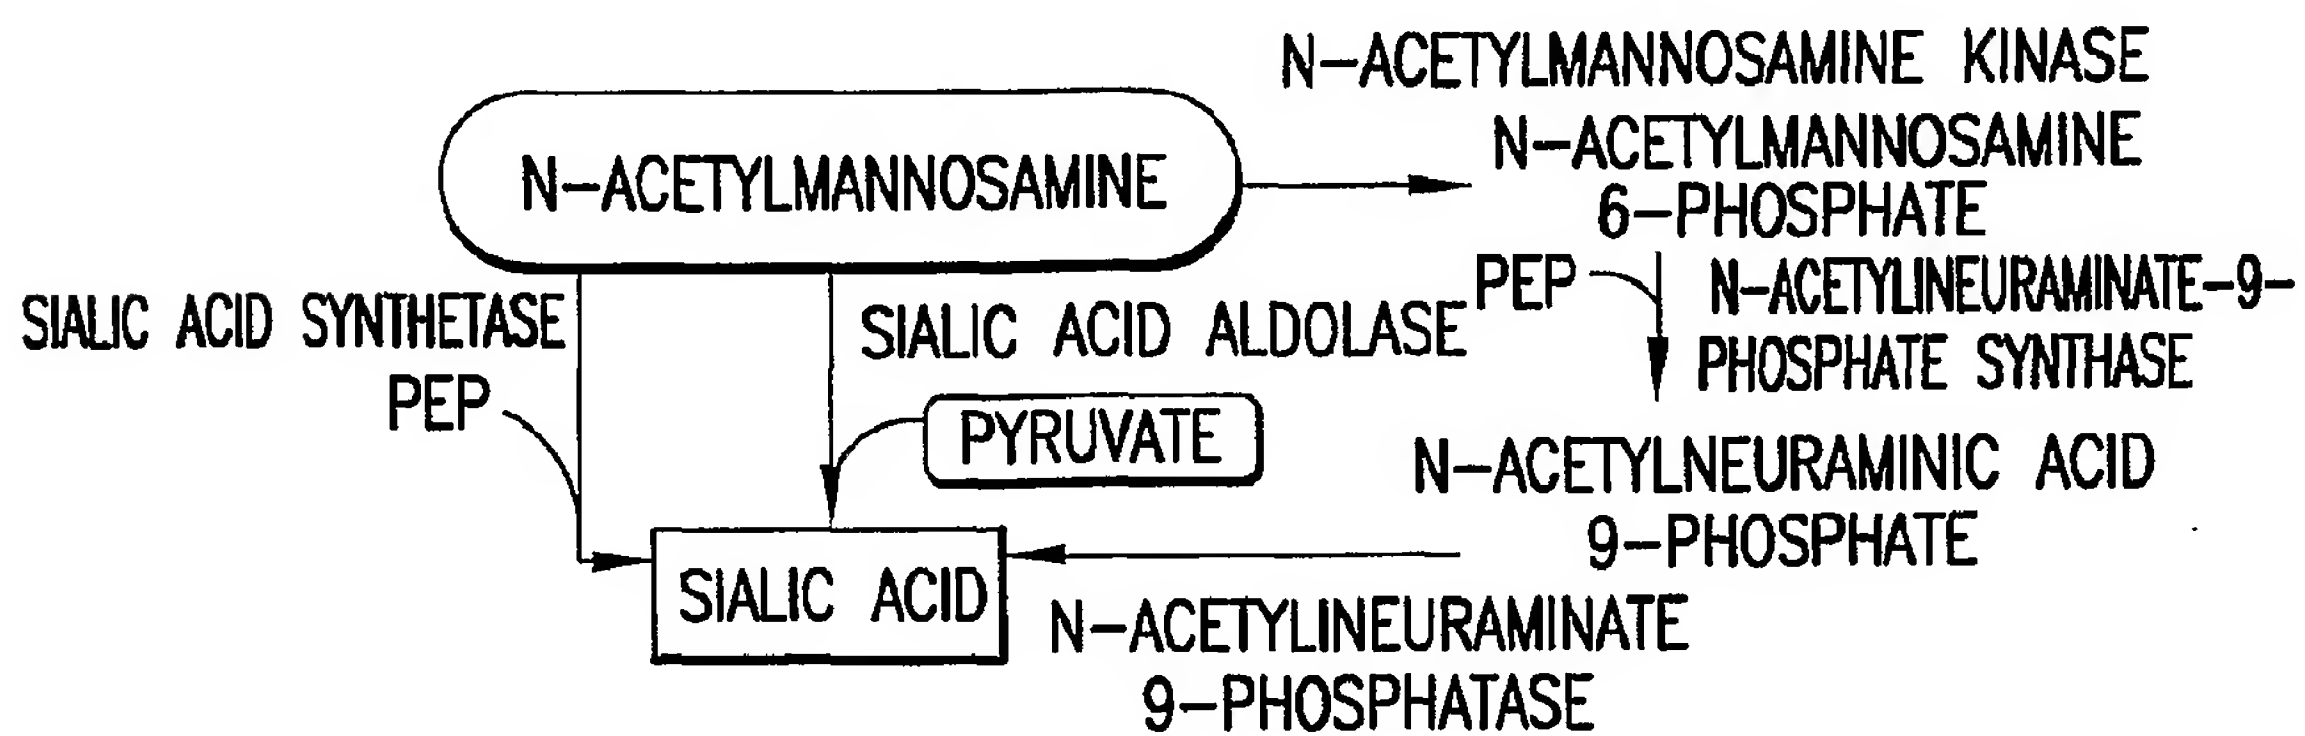 N-ACETYLMANNOSAMINE KINASE
N-ACETYLMANNOSAMINE
N-ACETYLMANNOSAMINE
6-PHOSPHATE
SIALIC ACID SYNTHETASE
SIALIC ACID ALDOLASE
PEP
N-ACETYLINEURAMINATE-9-
PHOSPHATE SYNTHASE
PEP
PYRUVATE
N-ACETYLNEURAMINIC ACID
9-PHOSPHATE
SIALIC ACID
N-ACETYLINEURAMINATE
9-PHOSPHATASE